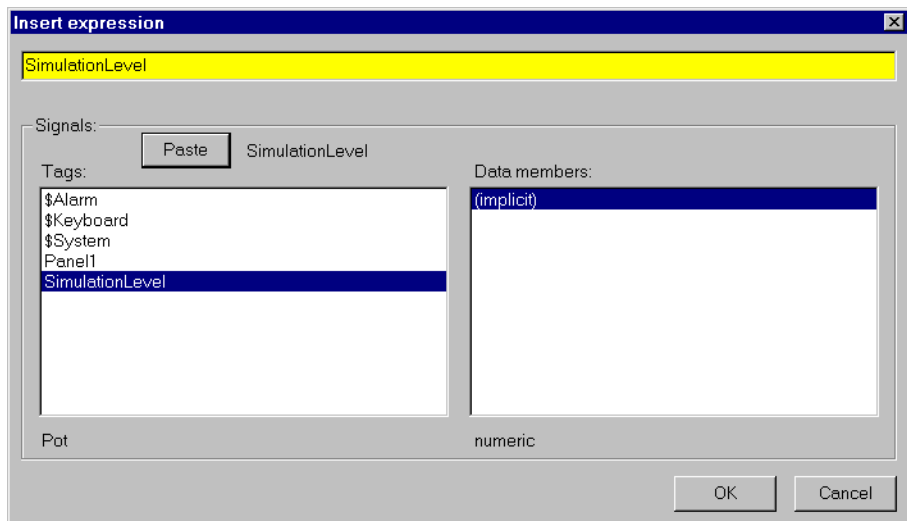 Insert expression
SimulationLevel
Signals:
Paste SimulationLevel
Tags: Data members:
$Alarm (implicit)
$Keyboard
$System
Panel1
SimulationLevel
Pot numeric
OK Cancel